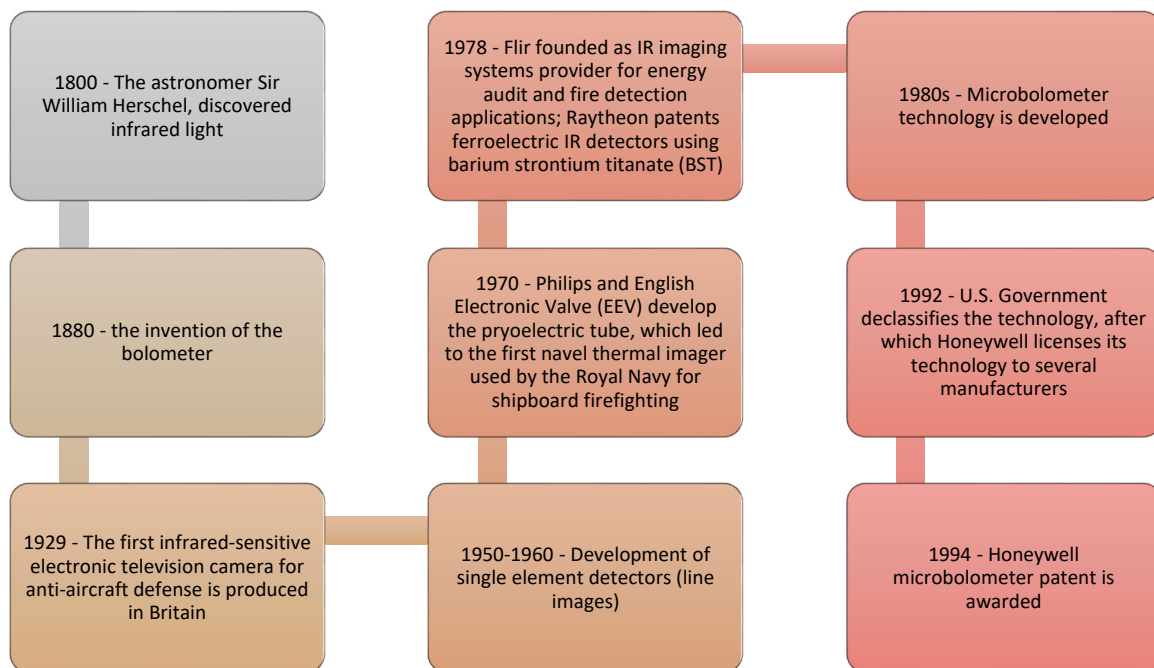 1800 - The astronomer Sir
William Herschel, discovered
infrared light
1880 - the invention of the
bolometer
1929 - The first infrared-sensitive
electronic television camera for
anti-aircraft defense is produced
in Britain
1950-1960 - Development of
single element detectors (line
images)
1970 - Philips and English
Electronic Valve (EEV) develop
the pryoelectric tube, which led
to the first navel thermal imager
used by the Royal Navy for
shipboard firefighting
1978 - Flir founded as IR imaging
systems provider for energy
audit and fire detection
applications; Raytheon patents
ferroelectric IR detectors using
barium strontium titanate (BST)
1980s - Microbolometer
technology is developed
1992 - U.S. Government
declassifies the technology, after
which Honeywell licenses its
technology to several
manufacturers
1994 - Honeywell
microbolometer patent is
awarded